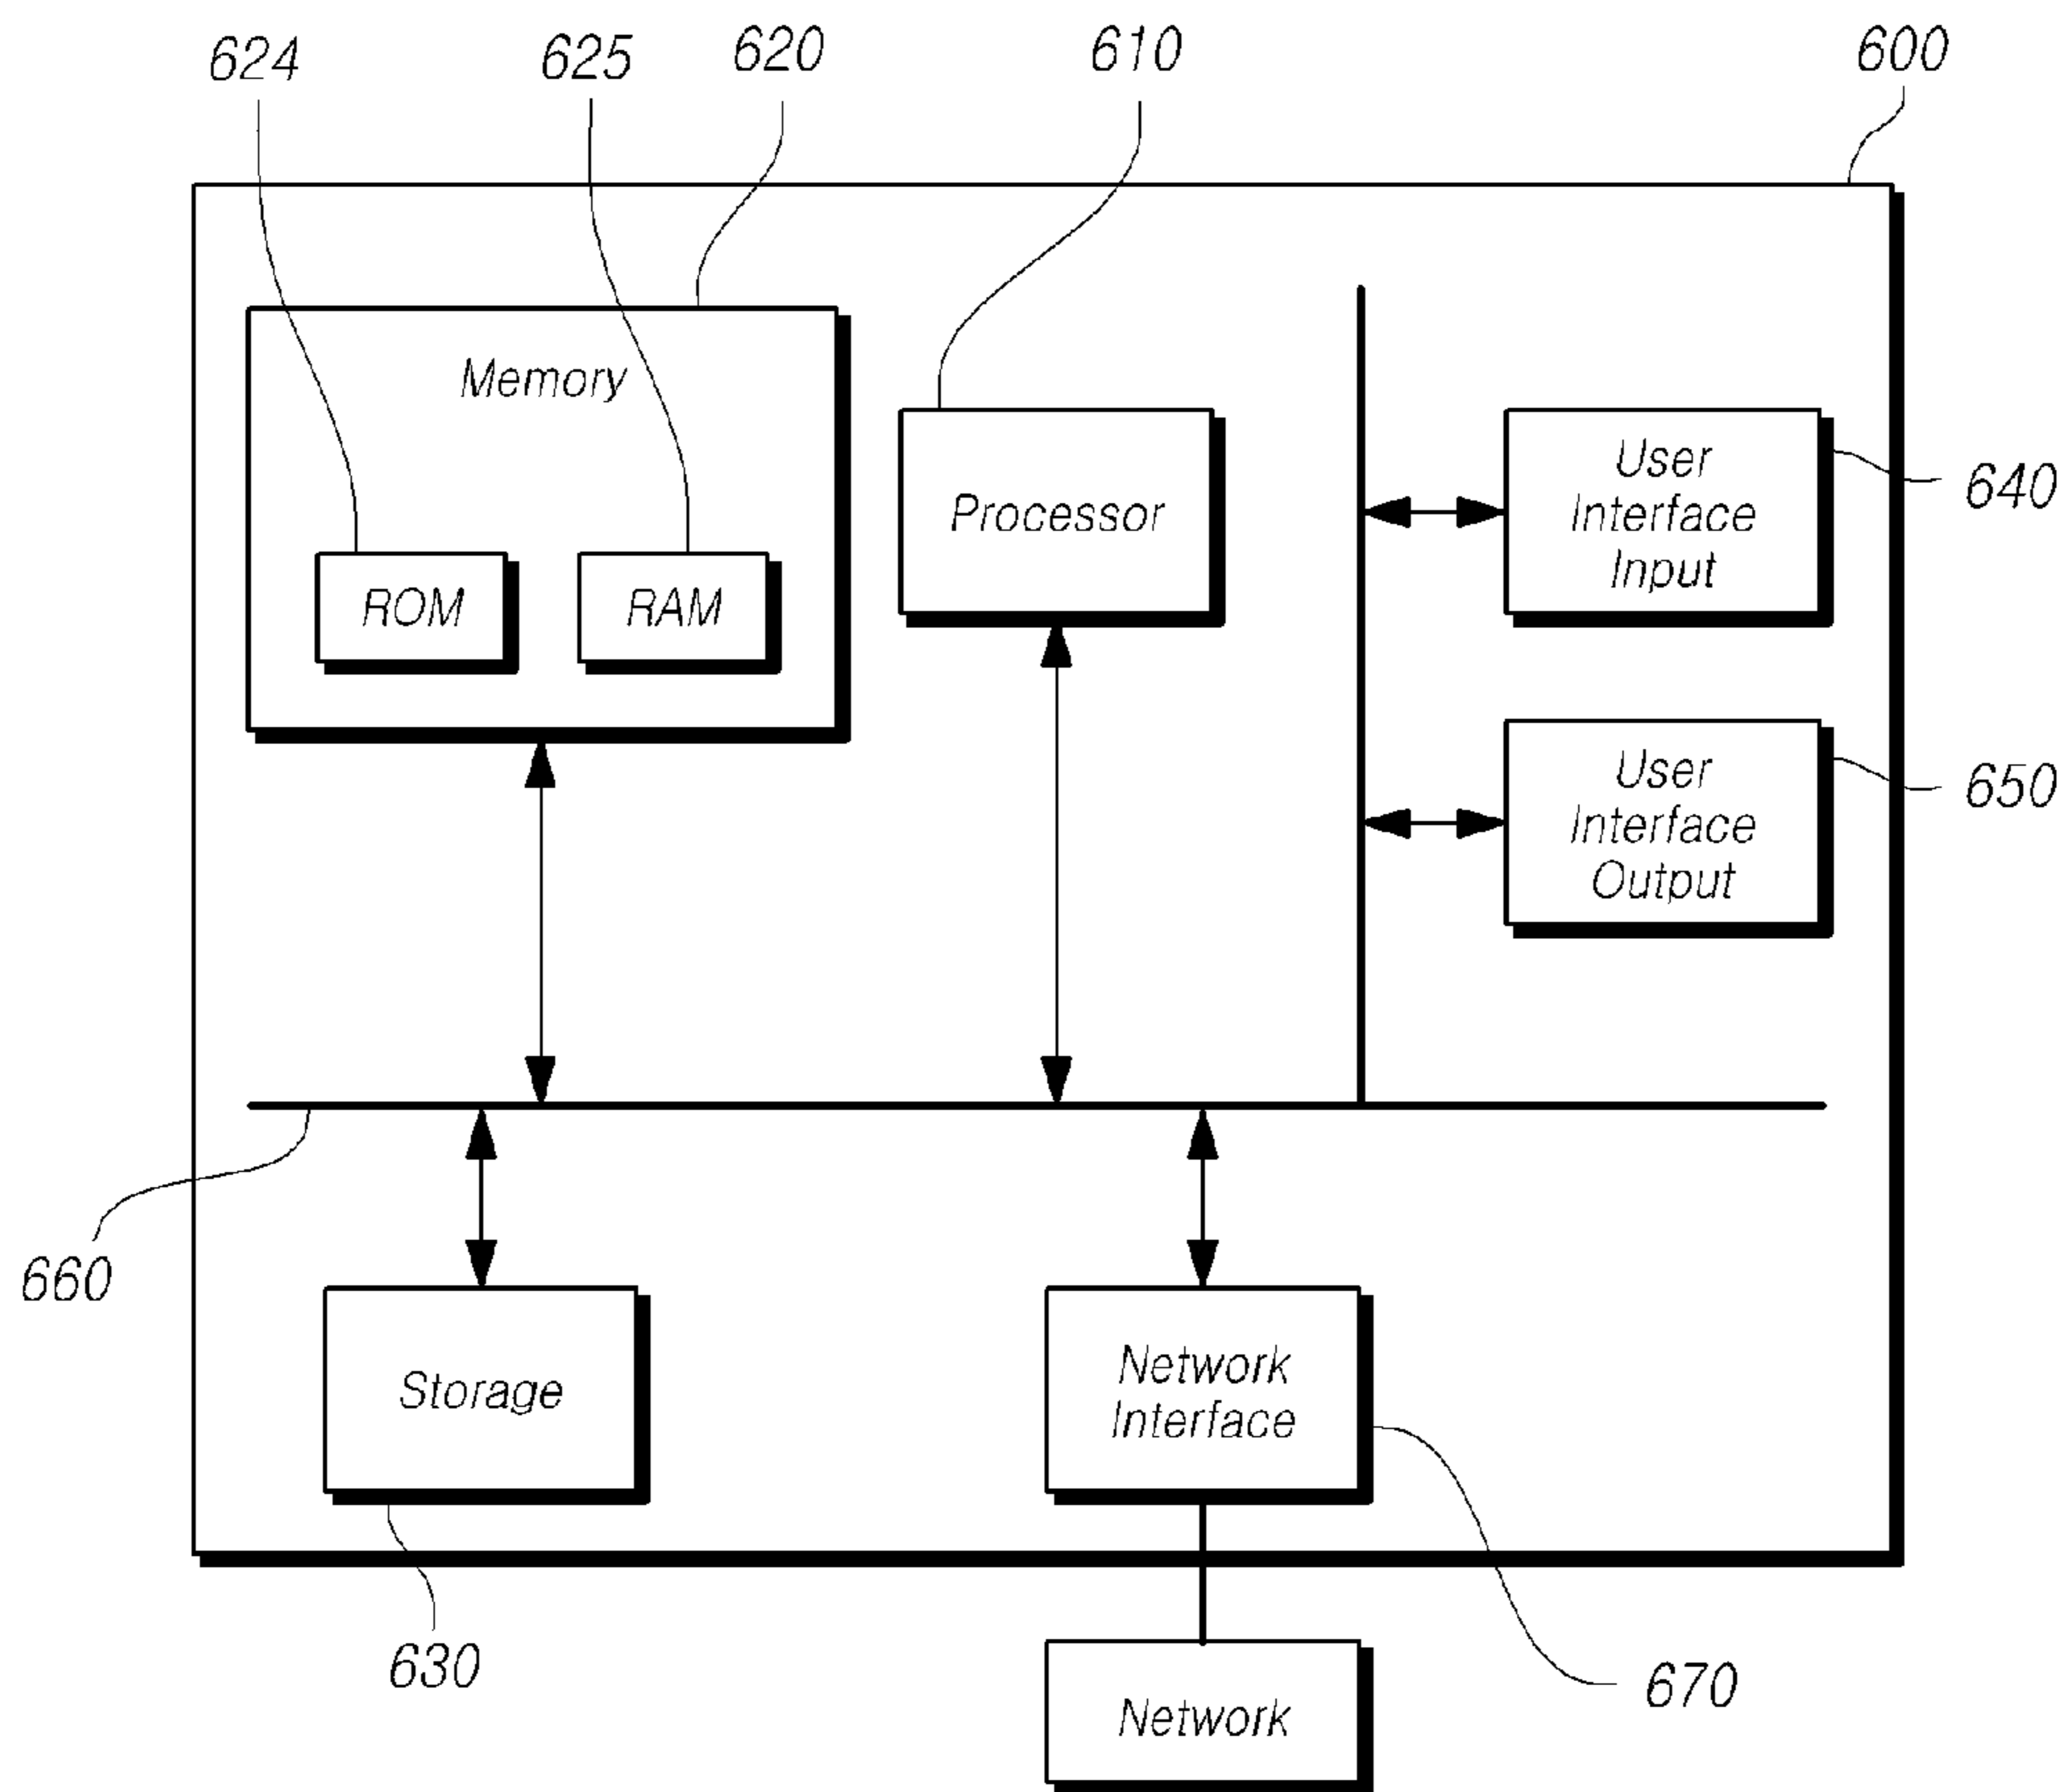 624
625
620
610
600
Memory
ROM
RAM
Processor
User
Interface
Input
640
User
Interface
Output
650
660
Storage
Network
Interface
630
670
Network